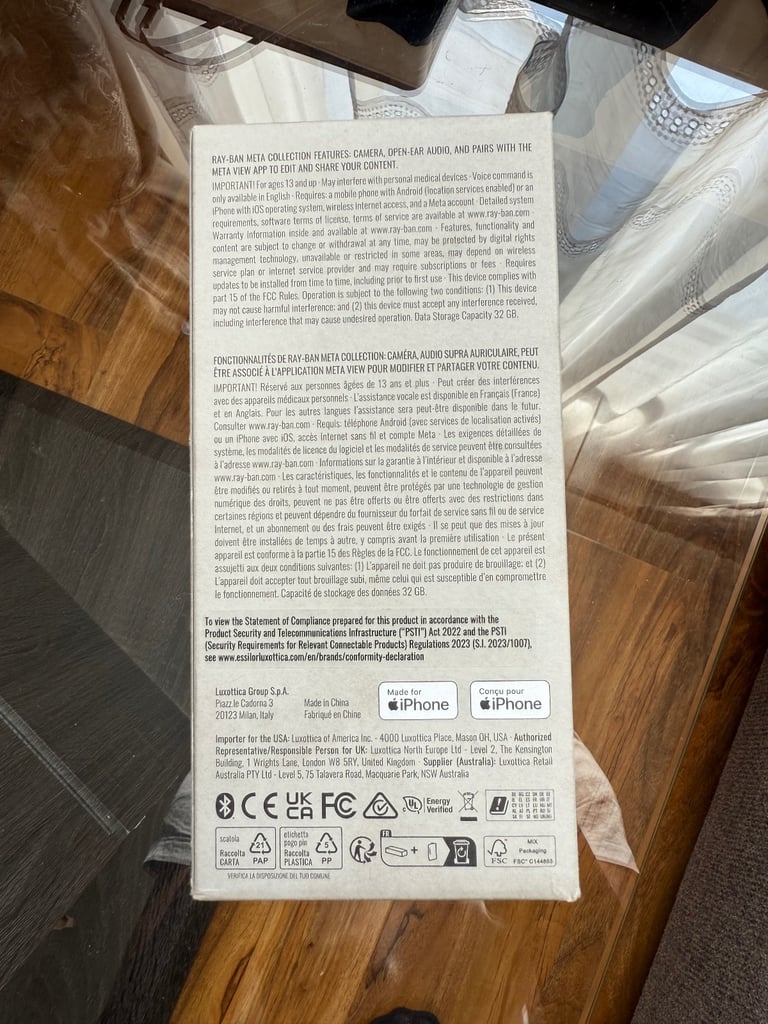 RAY-BAN META COLLECTION FEATURES: CAMERA, OPEN-EAR AUDIO, AND PAIRS WITH THE
META VIEW APP TO EDIT AND SHARE YOUR CONTENT.
IMPORTANT! For ages 13 and up · May interfere with personal medical devices · Voice command is
only available in English · Requires: a mobile phone with Android (location services enabled) or an
iPhone with iOS operating system, wireless internet access, and a Meta account · Detailed system
requirements, software terms of license, terms of service are available at www.ray-ban.com ·
Warranty information inside and available at www.ray-ban.com · Features, functionality and
content are subject to change or withdrawal at any time, may be protected by digital rights
management technology, unavailable or restricted in some areas, may depend on wireless
service plan or internet service provider and may require subscriptions or fees · Requires
updates to be installed from time to time, including prior to first use · This device complies with
part 15 of the FCC Rules. Operation is subject to the following two conditions: (1) This device
may not cause harmful interference; and (2) this device must accept any interference received,
including interference that may cause undesired operation. Data Storage Capacity 32 GB.
FONCTIONNALITÉS DE RAY-BAN META COLLECTION: CAMÉRA, AUDIO SUPRA AURICULAIRE, PEUT
ÊTRE ASSOCIÉ À L'APPLICATION META VIEW POUR MODIFIER ET PARTAGER VOTRE CONTENU.
IMPORTANT! Réservé aux personnes âgées de 13 ans et plus · Peut créer des interférences
avec des appareils médicaux personnels · L'assistance vocale est disponible en Français (France)
et en Anglais. Pour les autres langues l'assistance sera peut-être disponible dans le futur.
Consulter www.ray-ban.com · Requis: téléphone Android (avec services de localisation activés)
ou un iPhone avec iOS, accès Internet sans fil et compte Meta · Les exigences détaillées de
système, les modalités de licence du logiciel et les modalités de service peuvent être consultées
à l'adresse www.ray-ban.com · Informations sur la garantie à l'intérieur et disponible à l'adresse
www.ray-ban.com · Les caractéristiques, les fonctionnalités et le contenu de l'appareil peuvent
être modifiés ou retirés à tout moment, peuvent être protégés par une technologie de gestion
numérique des droits, peuvent ne pas être offerts ou être offerts avec des restrictions dans
certaines régions et peuvent dépendre du fournisseur du forfait de service sans fil ou de service
Internet, et un abonnement ou des frais peuvent être exigés · Il se peut que des mises à jour
doivent être installées de temps à autre, y compris avant la première utilisation · Le présent
appareil est conforme à la partie 15 des Règles de la FCC. Le fonctionnement de cet appareil est
assujetti aux deux conditions suivantes: (1) L'appareil ne doit pas produire de brouillage; et (2)
L'appareil doit accepter tout brouillage subi, même celui qui est susceptible d'en compromettre
le fonctionnement. Capacité de stockage des données 32 GB.
To view the Statement of Compliance prepared for this product in accordance with the
Product Security and Telecommunications Infrastructure ("PSTI") Act 2022 and the PSTI
(Security Requirements for Relevant Connectable Products) Regulations 2023 (S.I. 2023/1007),
see www.essilorluxottica.com/en/brands/conformity-declaration
Luxottica Group S.p.A.
Piazz.le Cadorna 3
20123 Milan, Italy
Made in China
Fabriqué en Chine
Made for
iPhone
Conçu pour
iPhone
Importer for the USA: Luxottica of America Inc. · 4000 Luxottica Place, Mason OH, USA · Authorized
Representative/Responsible Person for UK: Luxottica North Europe Ltd · Level 2, The Kensington
Building, 1 Wrights Lane, London W8 5RY, United Kingdom · Supplier (Australia): Luxottica Retail
Australia PTY Ltd · Level 5, 75 Talavera Road, Macquarie Park, NSW Australia
CE UK CA FC UL Energy Verified
scatola
Raccolta
CARTA
21
PAP
etichetta
pogo pin
Raccolta
PLASTICA
5
PP
FR
FSC
MIX
Packaging
FSC® C144853
VERIFICA LA DISPOSIZIONE DEL TUO COMUNE